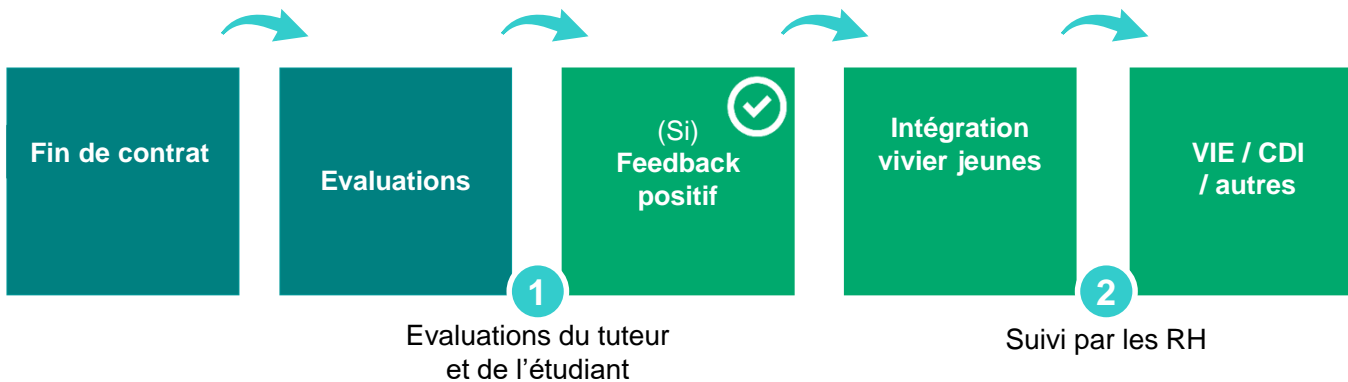 Fin de contrat
Evaluations
(Si)
Feedback
positif
Intégration
vivier jeunes
VIE / CDI
/ autres
1
Evaluations du tuteur
et de l’étudiant
2
Suivi par les RH